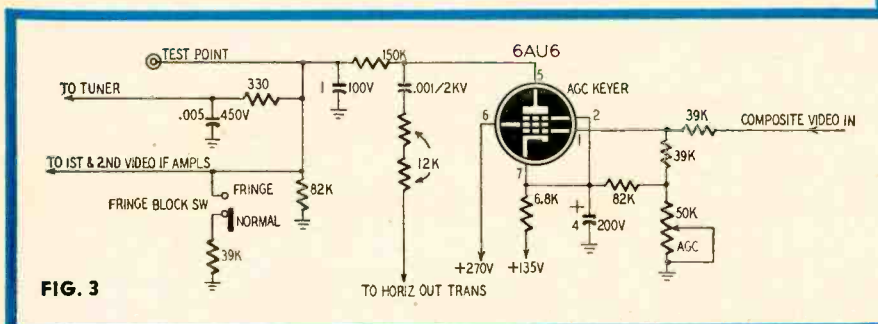 TEST POINT
150K
6AU6
TO TUNER
330
1
100V
.001/2KV
5
AGC KEYER
.005
450V
6
2
1
39K
COMPOSITE VIDEO IN
39K
TO 1ST & 2ND VIDEO IF AMPLS
12K
7
FRINGE
82K
6.8K
82K
FRINGE BLOCK SW
NORMAL
+
4
200V
50K
AGC
39K
+270V
+135V
FIG. 3
TO HORIZ OUT TRANS